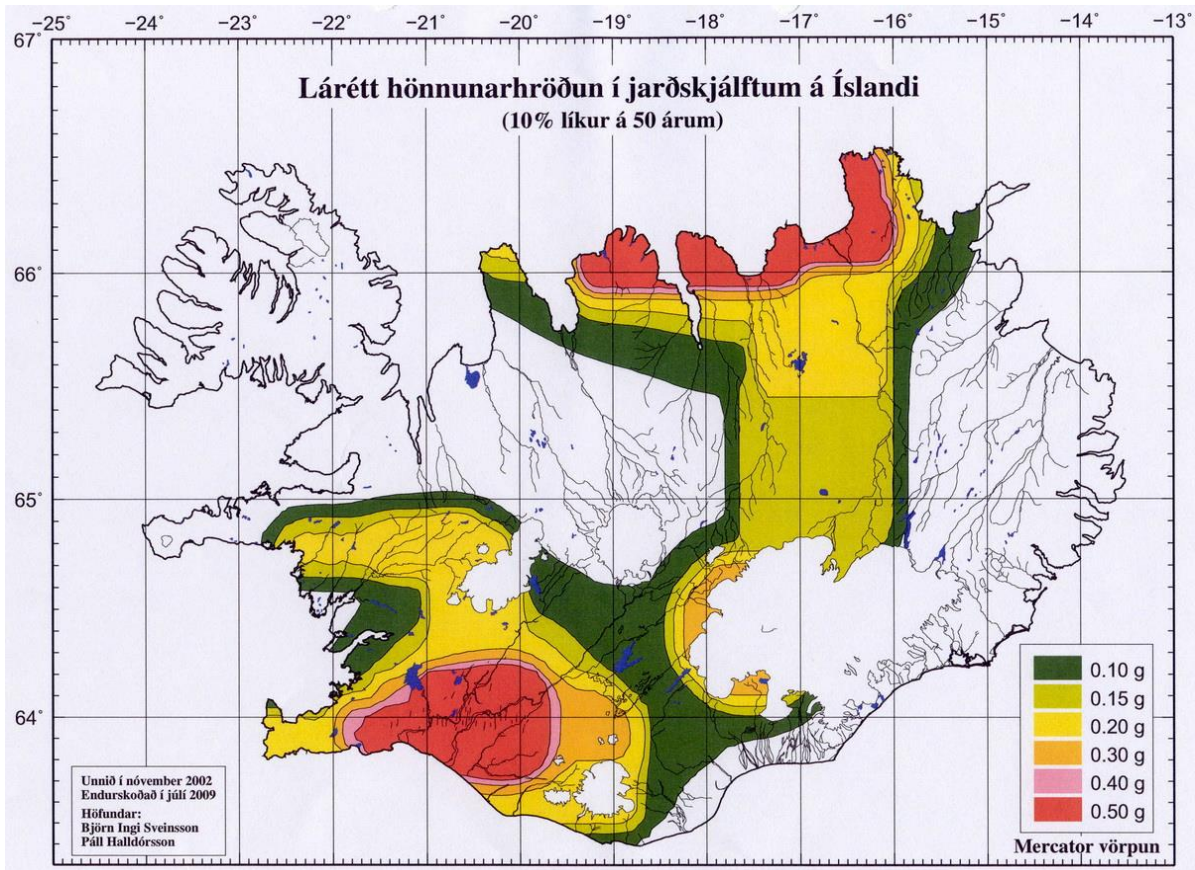 −25 −24 −23 −22 −21 −20 −19 −18 −17 −16 −15 −14 −13°
67°
Lárétt hönnunarhröðun í jarðskjálftum á Íslandi
(10% líkur á 50 árum)
66°
65°
64°
0.10 g
0.15 g
0.20 g
0.30 g
0.40 g
0.50 g
Mercator vörpun
Unnið í nóvember 2002
Endurskoðað í júlí 2009
Höfundar:
Björn Ingi Sveinsson
Páll Halldórsson